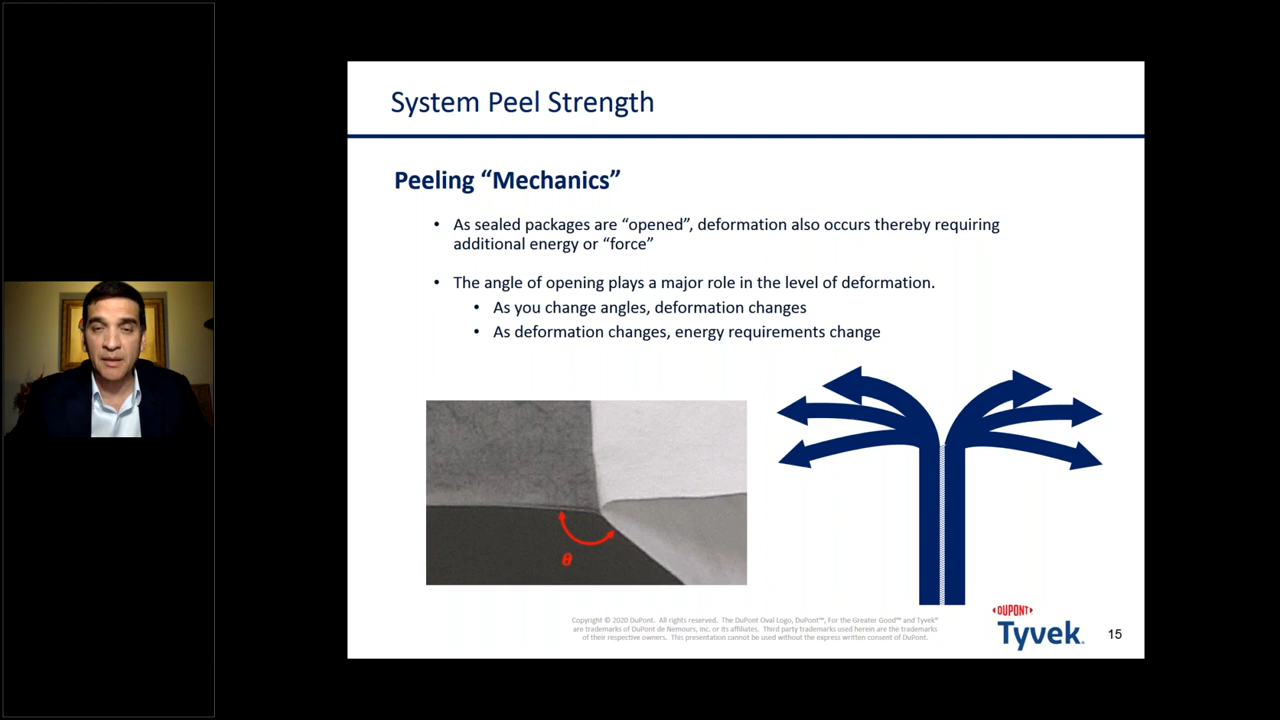 System Peel Strength
Peeling “Mechanics”
• As sealed packages are “opened”, deformation also occurs thereby requiring
additional energy or “force”
• The angle of opening plays a major role in the level of deformation.
• As you change angles, deformation changes
• As deformation changes, energy requirements change
θ
Copyright © 2020 DuPont. All rights reserved. The DuPont Oval Logo, DuPont™, For the Greater Good™ and Tyvek®
are trademarks of DuPont de Nemours, Inc. or its affiliates. Third party trademarks used herein are the trademarks
of their respective owners. This presentation cannot be used without the express written consent of DuPont.
DUPONT
Tyvek®
15